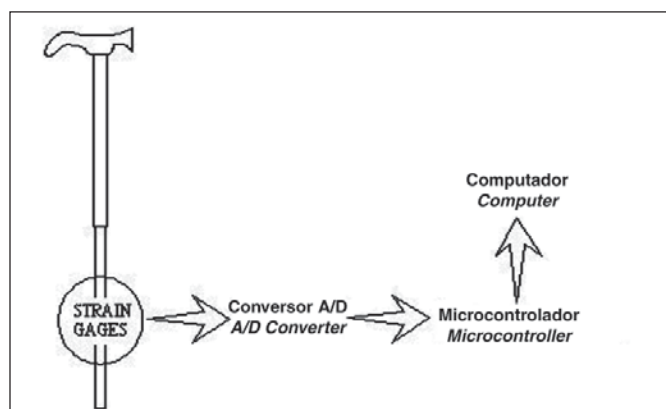 STRAIN
GAGES
Conversor A/D
A/D Converter
Microcontrolador
Microcontroller
Computador
Computer